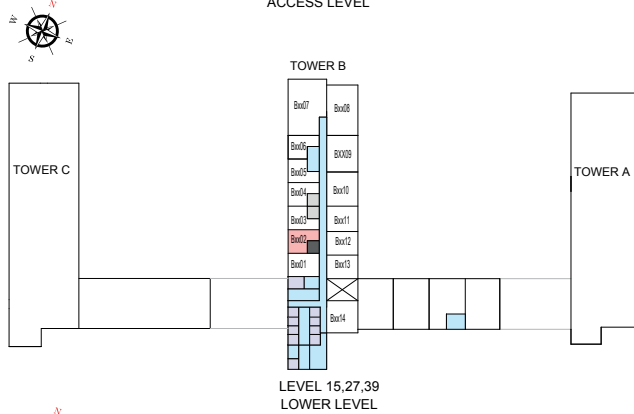 ACCESS LEVEL
N
W
E
S
TOWER B
Bxx07
Bxx08
TOWER C
Bxx06
BXX09
TOWER A
Bxx05
Bxx04
Bxx10
Bxx03
Bxx11
Bxx02
Bxx12
Bxx01
Bxx13
Bxx14
LEVEL 15,27,39
LOWER LEVEL
N